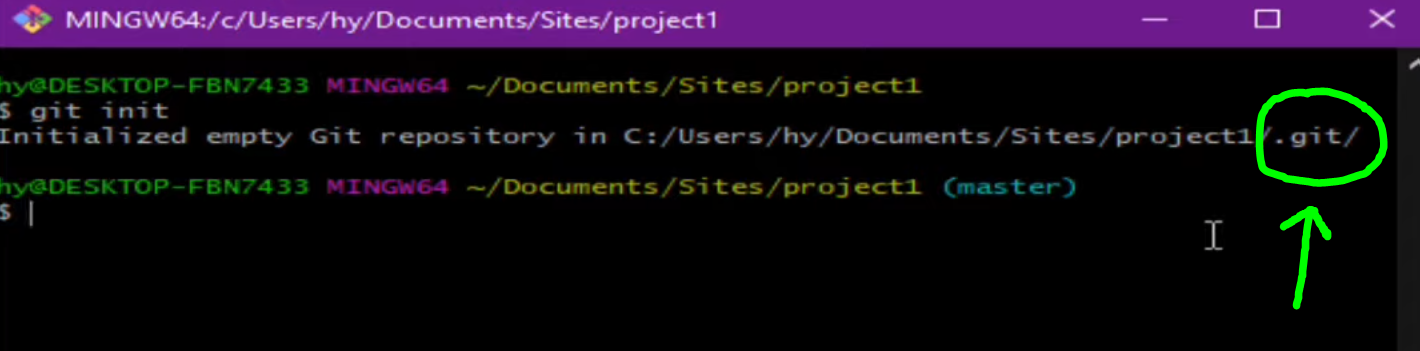 MINGW64:/c/Users/hy/Documents/Sites/project1
hy@DESKTOP-FBN7433 MINGW64 ~/Documents/Sites/project1
$ git init
Initialized empty Git repository in C:/Users/hy/Documents/Sites/project1/.git/
hy@DESKTOP-FBN7433 MINGW64 ~/Documents/Sites/project1 (master)
$